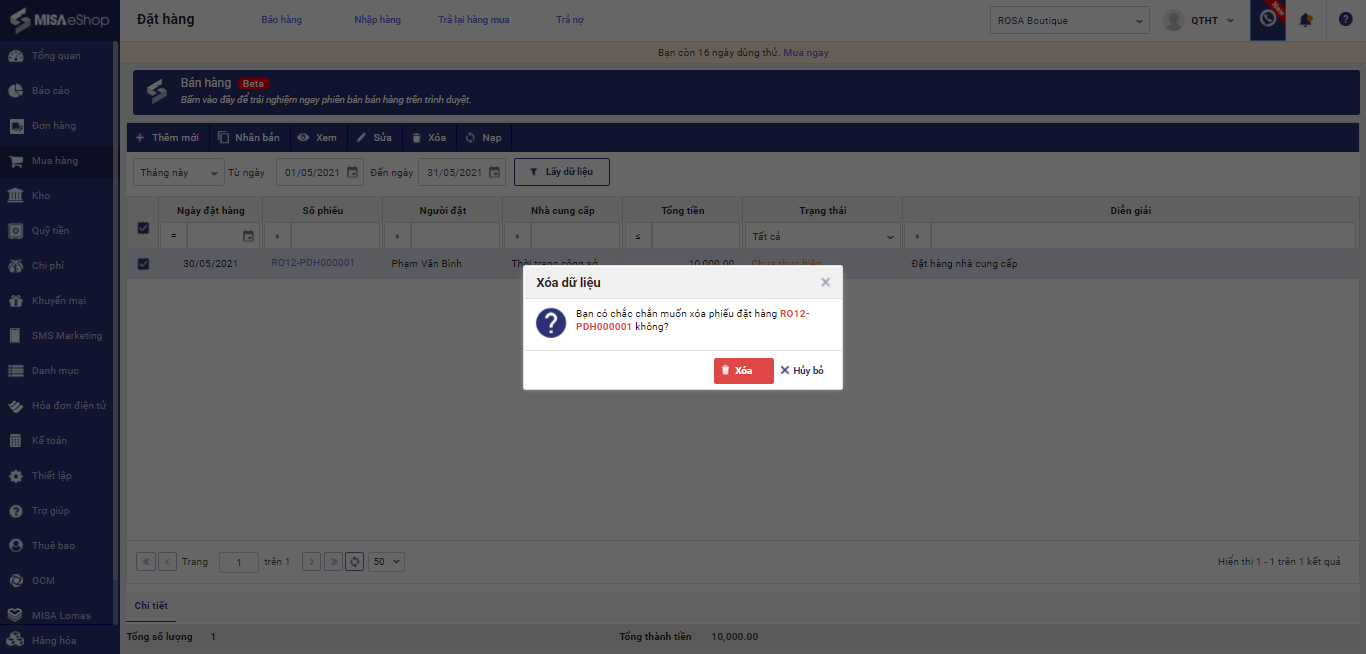 MISA eShop
Đặt hàng
Báo hàng
Nhập hàng
Trả lại hàng mua
Trả nợ
ROSA Boutique
QTHT
New
Bạn còn 16 ngày dùng thử. Mua ngay
Bán hàng Beta
Bấm vào đây để trải nghiệm ngay phiên bản bán hàng trên trình duyệt.
Tổng quan
Báo cáo
Đơn hàng
Mua hàng
Kho
Quỹ tiền
Chi phí
Khuyến mại
SMS Marketing
Danh mục
Hóa đơn điện tử
Kế toán
Thiết lập
Trợ giúp
Thuê bao
OCM
MISA Lomas
Hàng hóa
Thêm mới
Nhân bản
Xem
Sửa
Xóa
Nạp
Tháng này
Từ ngày
01/05/2021
Đến ngày
31/05/2021
Lấy dữ liệu
Ngày đặt hàng
Số phiếu
Người đặt
Nhà cung cấp
Tổng tiền
Trạng thái
Diễn giải
=
*
*
*
≤
Tất cả
*
30/05/2021
RO12-PDH000001
Phạm Văn Bình
Thời trang công sở
10,000.00
Chưa thực hiện
Đặt hàng nhà cung cấp
Xóa dữ liệu
Bạn có chắc chắn muốn xóa phiếu đặt hàng RO12-
PDH000001 không?
Xóa
Hủy bỏ
Trang
1
trên 1
50
Hiển thị 1 - 1 trên 1 kết quả
Chi tiết
Tổng số lượng
1
Tổng thành tiền
10,000.00